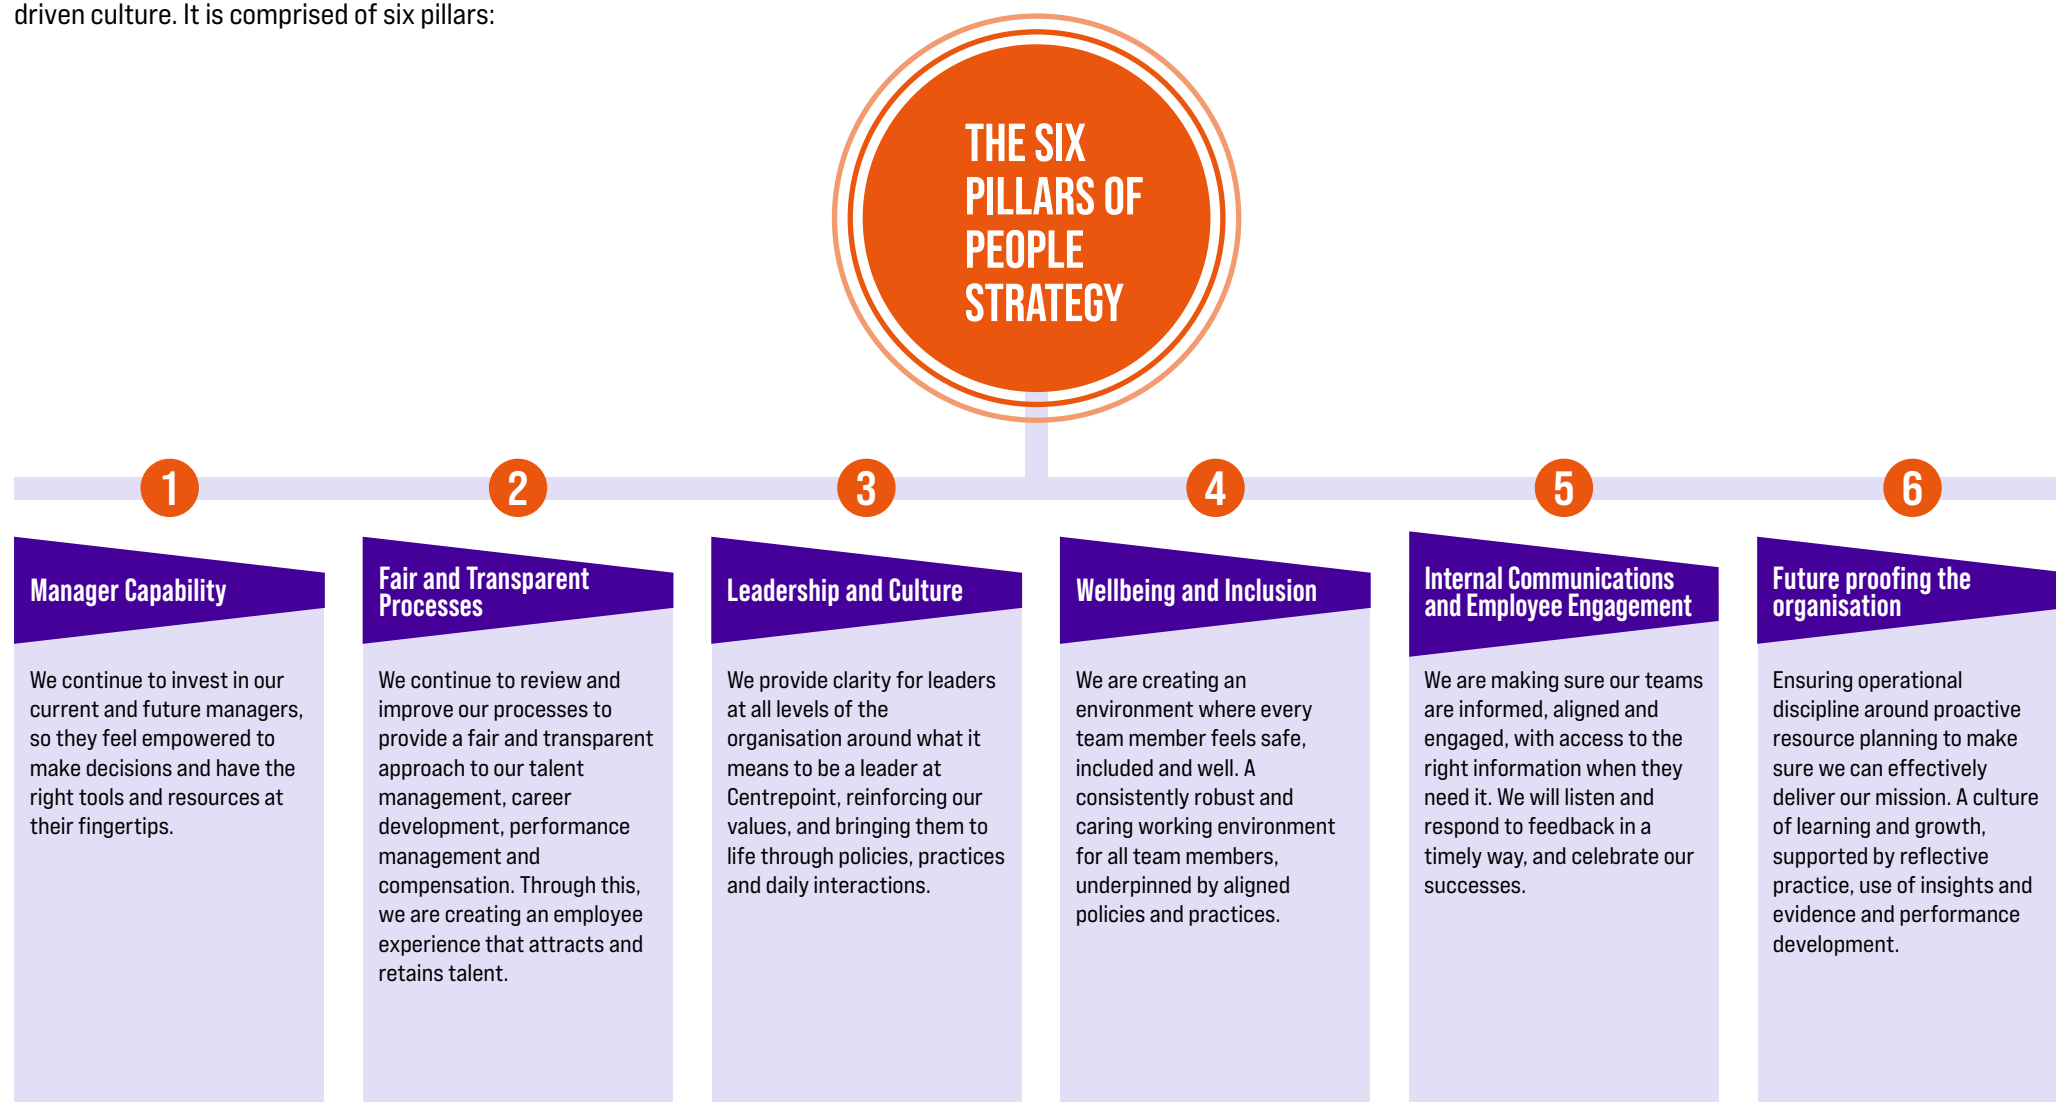 driven culture. It is comprised of six pillars:
THE SIX
PILLARS OF
PEOPLE
STRATEGY
1
Manager Capability
We continue to invest in our
current and future managers,
so they feel empowered to
make decisions and have the
right tools and resources at
their fingertips.
2
Fair and Transparent
Processes
We continue to review and
improve our processes to
provide a fair and transparent
approach to our talent
management, career
development, performance
management and
compensation. Through this,
we are creating an employee
experience that attracts and
retains talent.
3
Leadership and Culture
We provide clarity for leaders
at all levels of the
organisation around what it
means to be a leader at
Centrepoint, reinforcing our
values, and bringing them to
life through policies, practices
and daily interactions.
4
Wellbeing and Inclusion
We are creating an
environment where every
team member feels safe,
included and well. A
consistently robust and
caring working environment
for all team members,
underpinned by aligned
policies and practices.
5
Internal Communications
and Employee Engagement
We are making sure our teams
are informed, aligned and
engaged, with access to the
right information when they
need it. We will listen and
respond to feedback in a
timely way, and celebrate our
successes.
6
Future proofing the
organisation
Ensuring operational
discipline around proactive
resource planning to make
sure we can effectively
deliver our mission. A culture
of learning and growth,
supported by reflective
practice, use of insights and
evidence and performance
development.